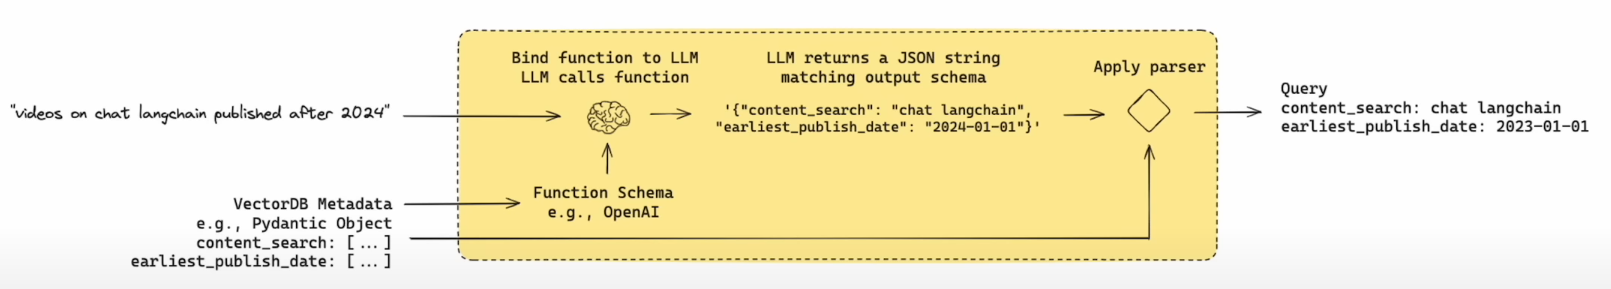 "videos on chat langchain published after 2024"
VectorDB Metadata
e.g., Pydantic Object
content_search: [...]
earliest_publish_date: [...]
Bind function to LLM
LLM calls function
Function Schema
e.g., OpenAI
LLM returns a JSON string
matching output schema
'{"content_search": "chat langchain",
"earliest_publish_date": "2024-01-01"}'
Apply parser
Query
content_search: chat langchain
earliest_publish_date: 2023-01-01